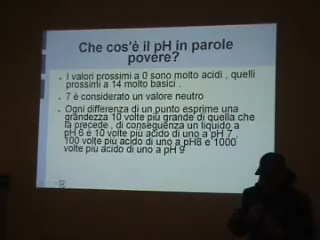 Che cos'è il pH in parole
povere?
I valori prossimi a 0 sono molto acidi , quelli
prossimi a 14 molto basici .
7 è considerato un valore neutro
Ogni differenza di un punto esprime una
grandezza 10 volte più grande di quella che
la precede , di conseguenza un liquido a
pH 6 è 10 volte più acido di uno a pH 7 ,
100 volte più acido di uno a pH8 e 1000
volte più acido di uno a pH 9